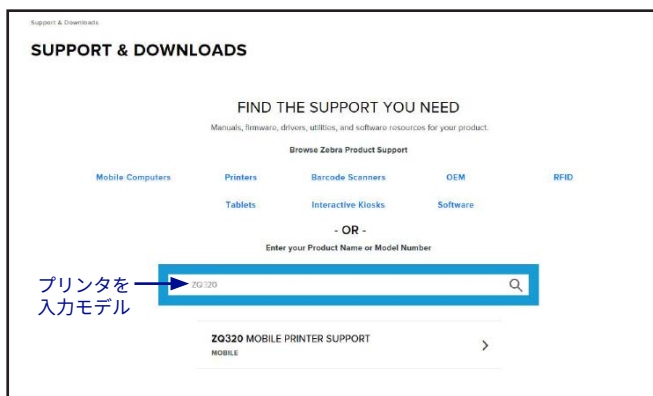 Support & Downloads
SUPPORT & DOWNLOADS
FIND THE SUPPORT YOU NEED
Manuals, firmware, drivers, utilities, and software resources for your product.
Browse Zebra Product Support
Mobile Computers Printers Barcode Scanners OEM RFID
Tablets Interactive Kiosks Software
- OR -
Enter your Product Name or Model Number
プリンタを
入力モデル
ZQ320
ZQ320 MOBILE PRINTER SUPPORT
MOBILE